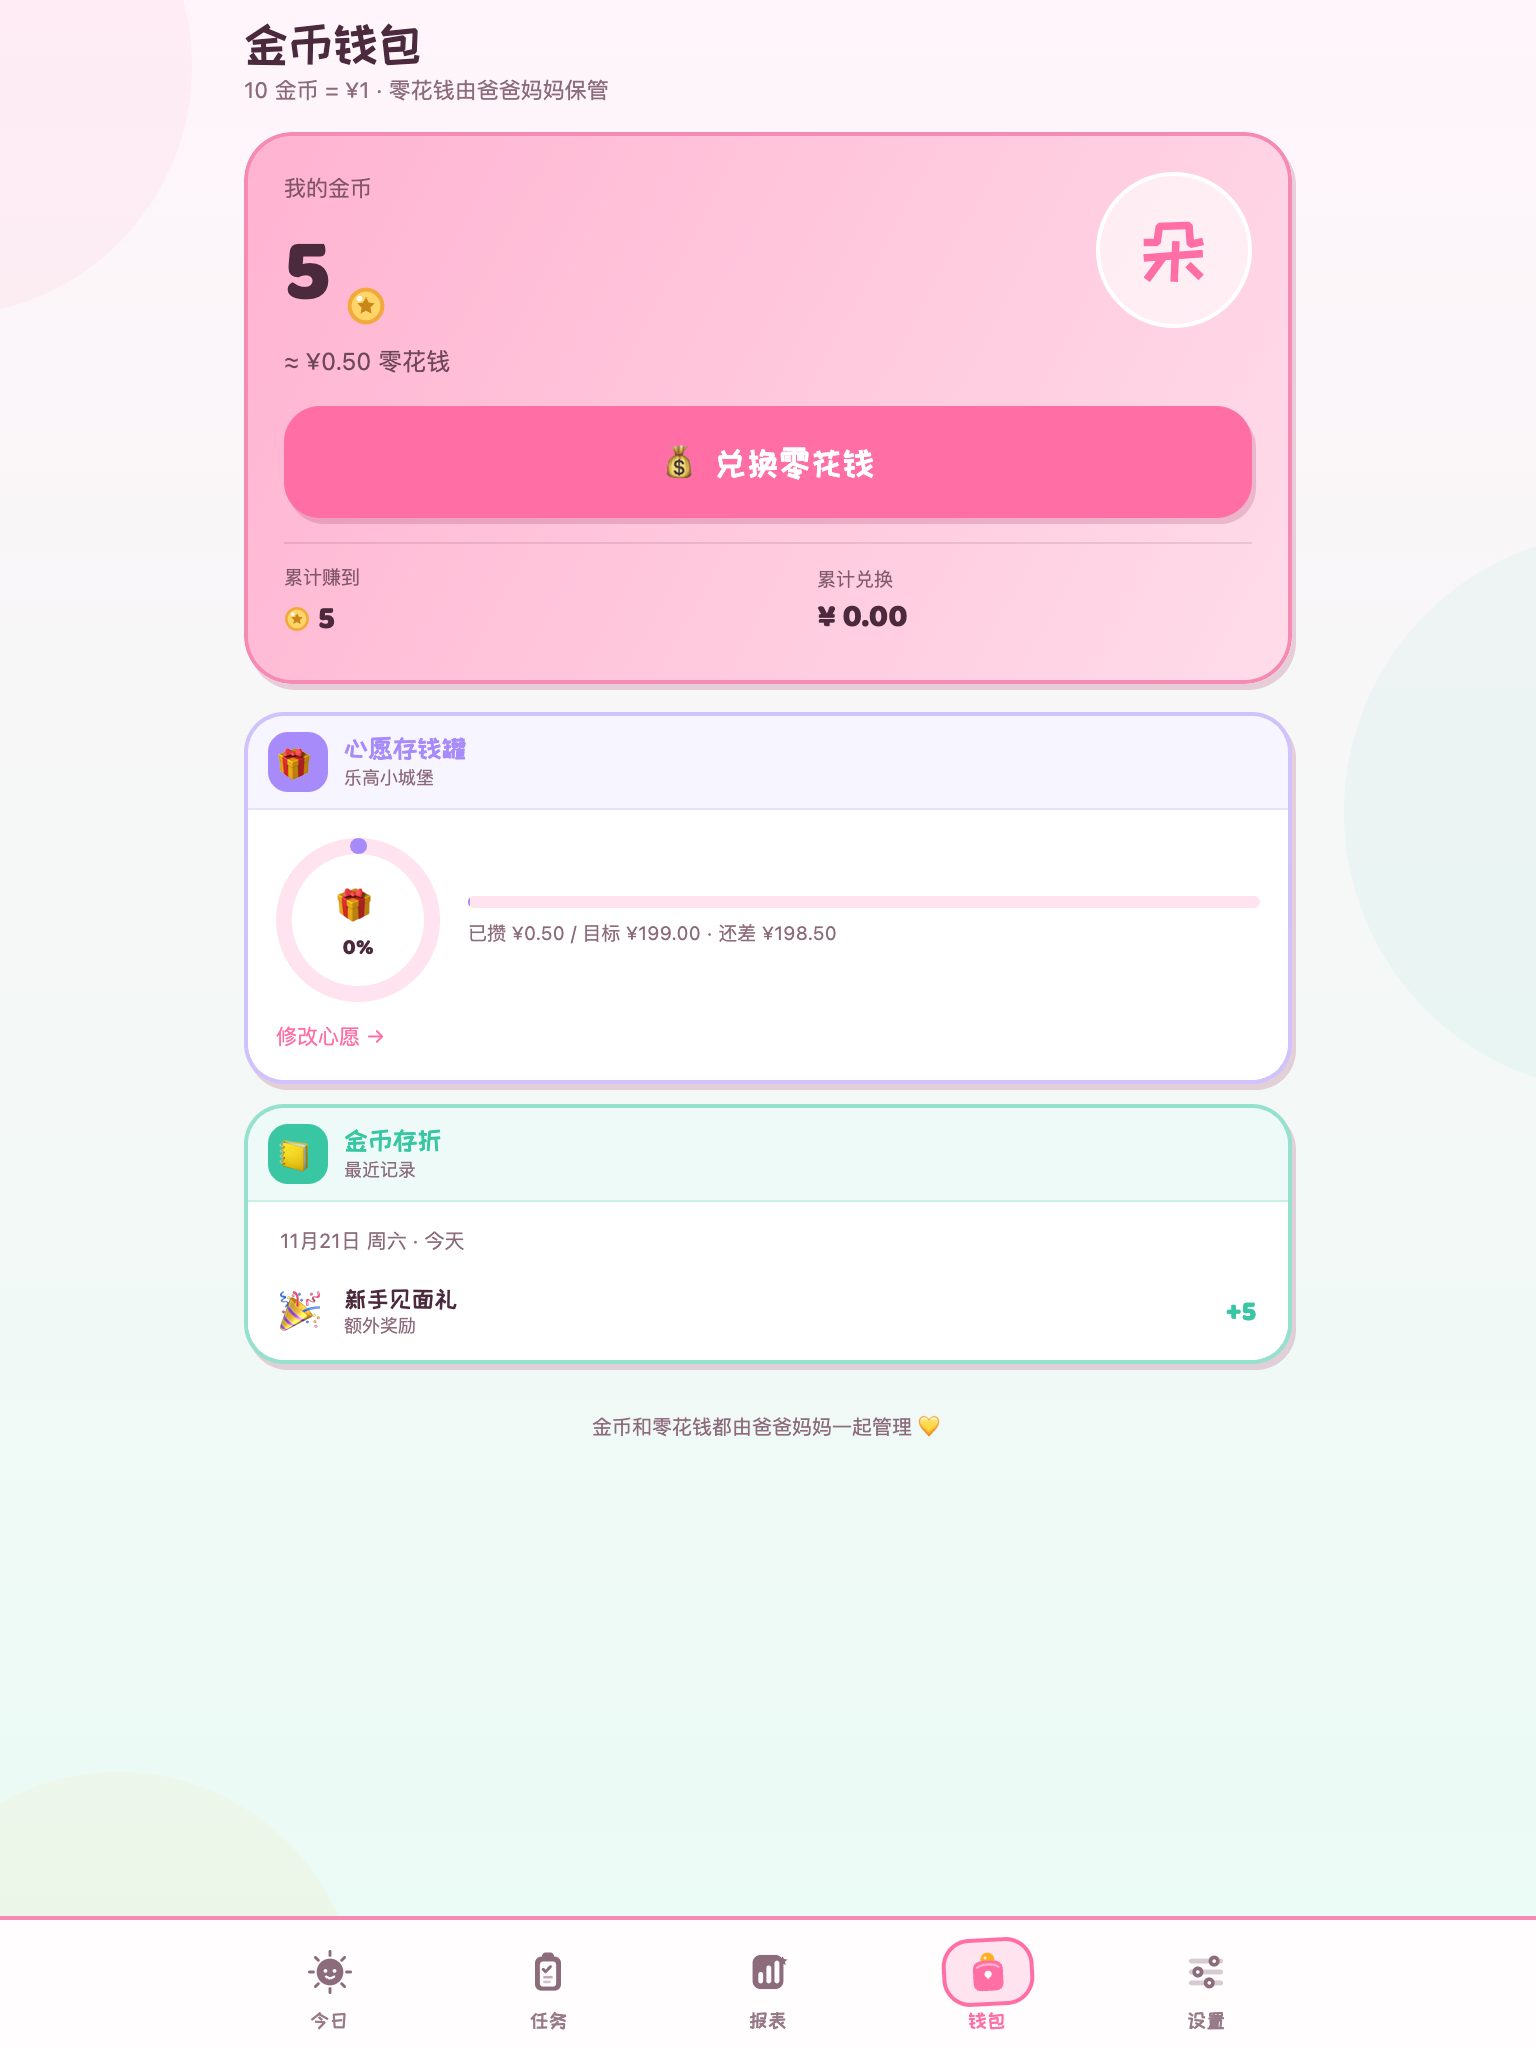 金币钱包
10 金币 = ¥1 · 零花钱由爸爸妈妈保管
我的金币
朵
5
≈ ¥0.50 零花钱
兑换零花钱
累计赚到
5
累计兑换
¥ 0.00
心愿存钱罐
乐高小城堡
0%
已攒 ¥0.50 / 目标 ¥199.00 · 还差 ¥198.50
修改心愿 →
金币存折
最近记录
11月21日 周六 · 今天
新手见面礼
额外奖励
+5
金币和零花钱都由爸爸妈妈一起管理 💛
今日
任务
报表
钱包
设置